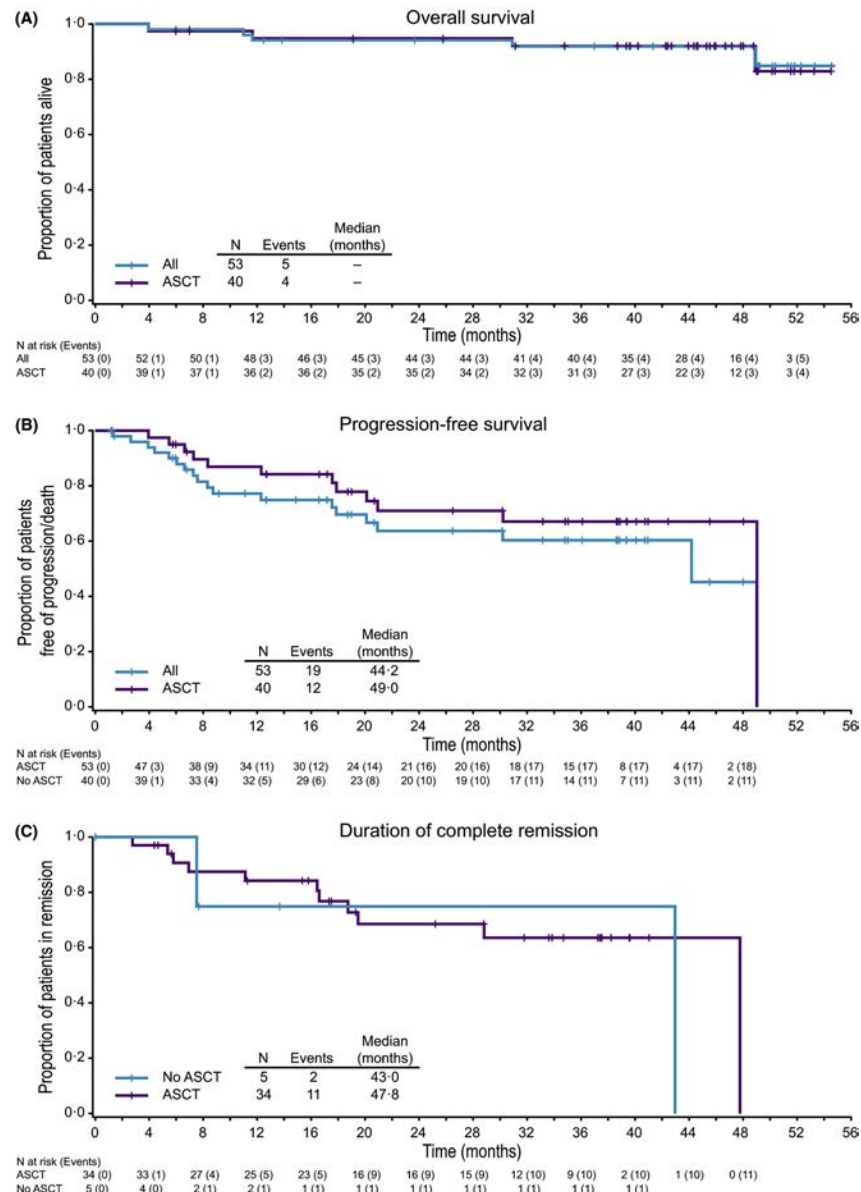 (A) Overall survival
1·0
0·8
0·6
0·4
0·2
0·0
Proportion of patients alive
N Events Median (months)
All 53 5 –
ASCT 40 4 –
0 4 8 12 16 20 24 28 32 36 40 44 48 52 56
Time (months)
N at risk (Events)
All 53 (0) 52 (1) 50 (1) 48 (3) 46 (3) 45 (3) 44 (3) 44 (3) 41 (4) 40 (4) 35 (4) 28 (4) 16 (4) 3 (5)
ASCT 40 (0) 39 (1) 37 (1) 36 (2) 36 (2) 35 (2) 35 (2) 34 (2) 32 (3) 31 (3) 27 (3) 22 (3) 12 (3) 3 (4)
(B) Progression-free survival
1·0
0·8
0·6
0·4
0·2
0·0
Proportion of patients
free of progression/death
N Events Median (months)
All 53 19 44·2
ASCT 40 12 49·0
0 4 8 12 16 20 24 28 32 36 40 44 48 52 56
Time (months)
N at risk (Events)
ASCT 53 (0) 47 (3) 38 (9) 34 (11) 30 (12) 24 (14) 21 (16) 20 (16) 18 (17) 15 (17) 8 (17) 4 (17) 2 (18)
No ASCT 40 (0) 39 (1) 33 (4) 32 (5) 29 (6) 23 (8) 20 (10) 19 (10) 17 (11) 14 (11) 7 (11) 3 (11) 2 (11)
(C) Duration of complete remission
1·0
0·8
0·6
0·4
0·2
0·0
Proportion of patients in remission
N Events Median (months)
No ASCT 5 2 43·0
ASCT 34 11 47·8
0 4 8 12 16 20 24 28 32 36 40 44 48 52 56
Time (months)
N at risk (Events)
ASCT 34 (0) 33 (1) 27 (4) 25 (5) 23 (5) 16 (9) 16 (9) 15 (9) 12 (10) 9 (10) 2 (10) 1 (10) 0 (11)
No ASCT 5 (0) 4 (0) 2 (1) 2 (1) 1 (1) 1 (1) 1 (1) 1 (1) 1 (1) 1 (1) 1 (1)